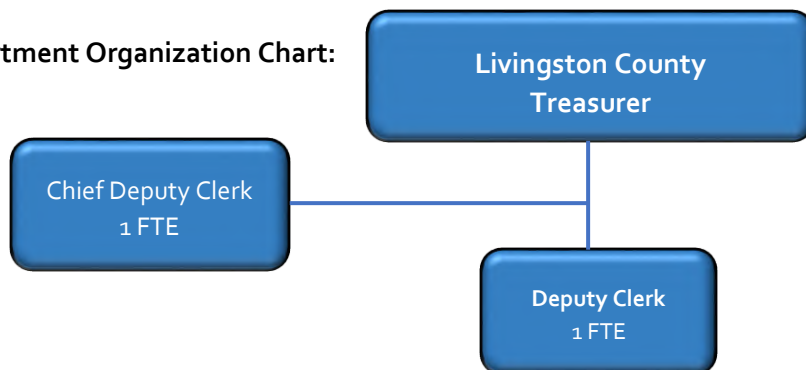 tment Organization Chart:
Livingston County
Treasurer
Chief Deputy Clerk
1 FTE
Deputy Clerk
1 FTE